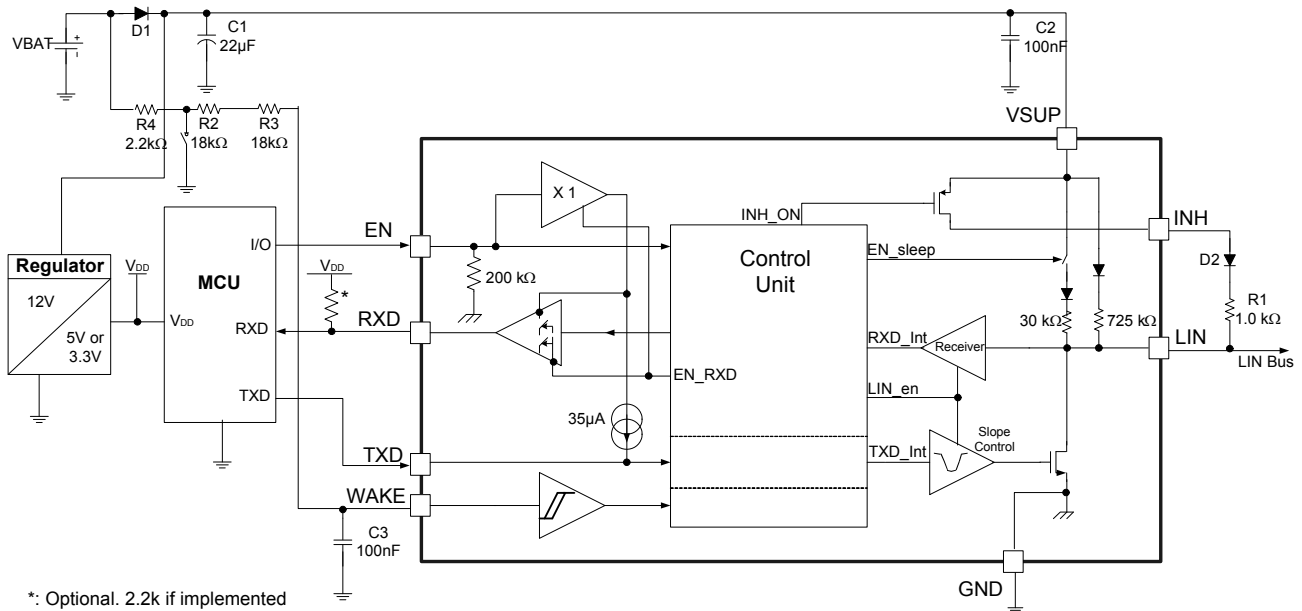 D1
VBAT
+
-
C1
22µF
C2
100nF
R4
2.2kΩ
R2
18kΩ
R3
18kΩ
VSUP
X 1
INH_ON
INH
I/O
EN
EN_sleep
Control
Unit
D2
Regulator
VDD
MCU
VDD
200 kΩ
12V
*
R1
1.0 kΩ
VDD
RXD
RXD
30 kΩ
725 kΩ
LIN
5V or
3.3V
RXD_Int
Receiver
LIN Bus
EN_RXD
TXD
LIN_en
35µA
Slope
Control
TXD
TXD_Int
WAKE
C3
100nF
GND
*: Optional. 2.2k if implemented